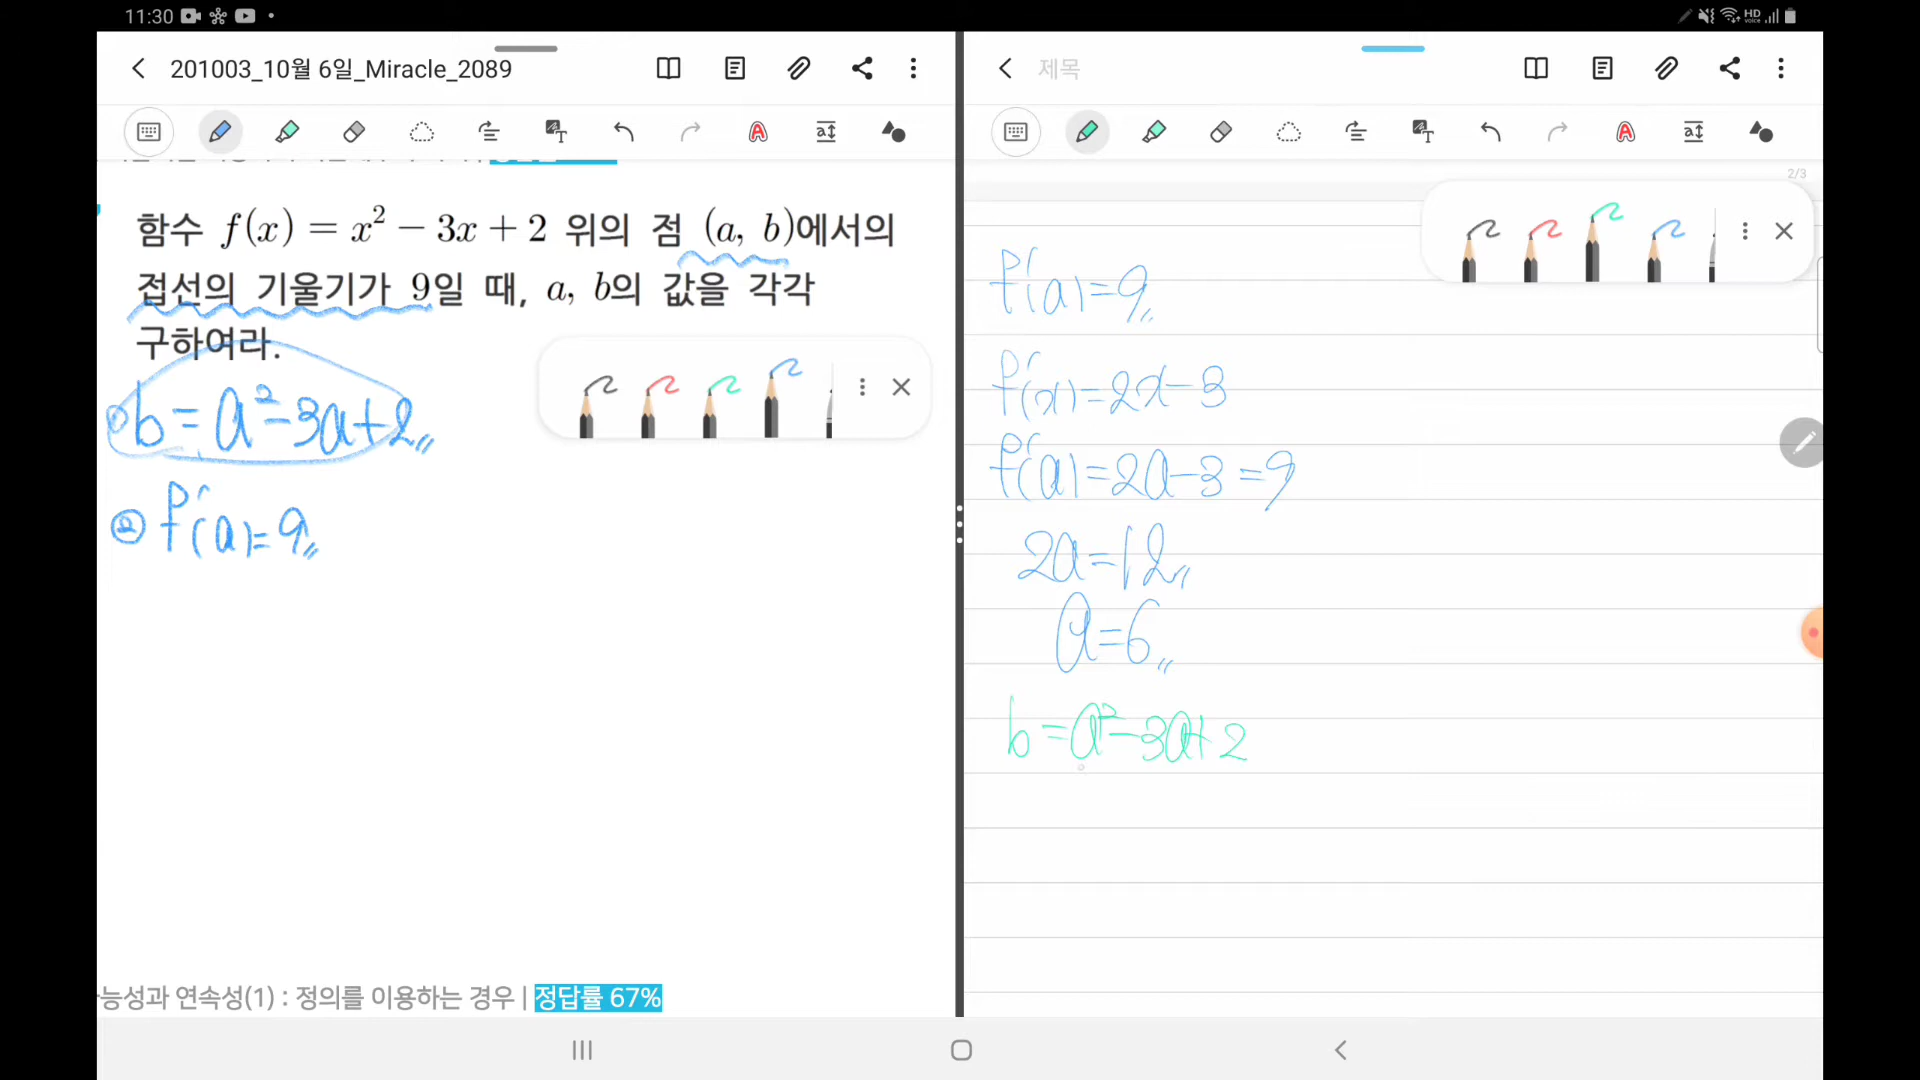 11:30
HD voice
201003_10월 6일_Miracle_2089
제목
2/3
함수 f(x) = x² − 3x + 2 위의 점 (a, b)에서의
접선의 기울기가 9일 때, a, b의 값을 각각
구하여라.
① b = a² − 3a + 2
② f'(a) = 9
능성과 연속성(1) : 정의를 이용하는 경우 | 정답률 67%
f'(a) = 9
f'(x) = 2x − 3
f'(a) = 2a − 3 = 9
2a = 12
a = 6
b = a² − 3a + 2